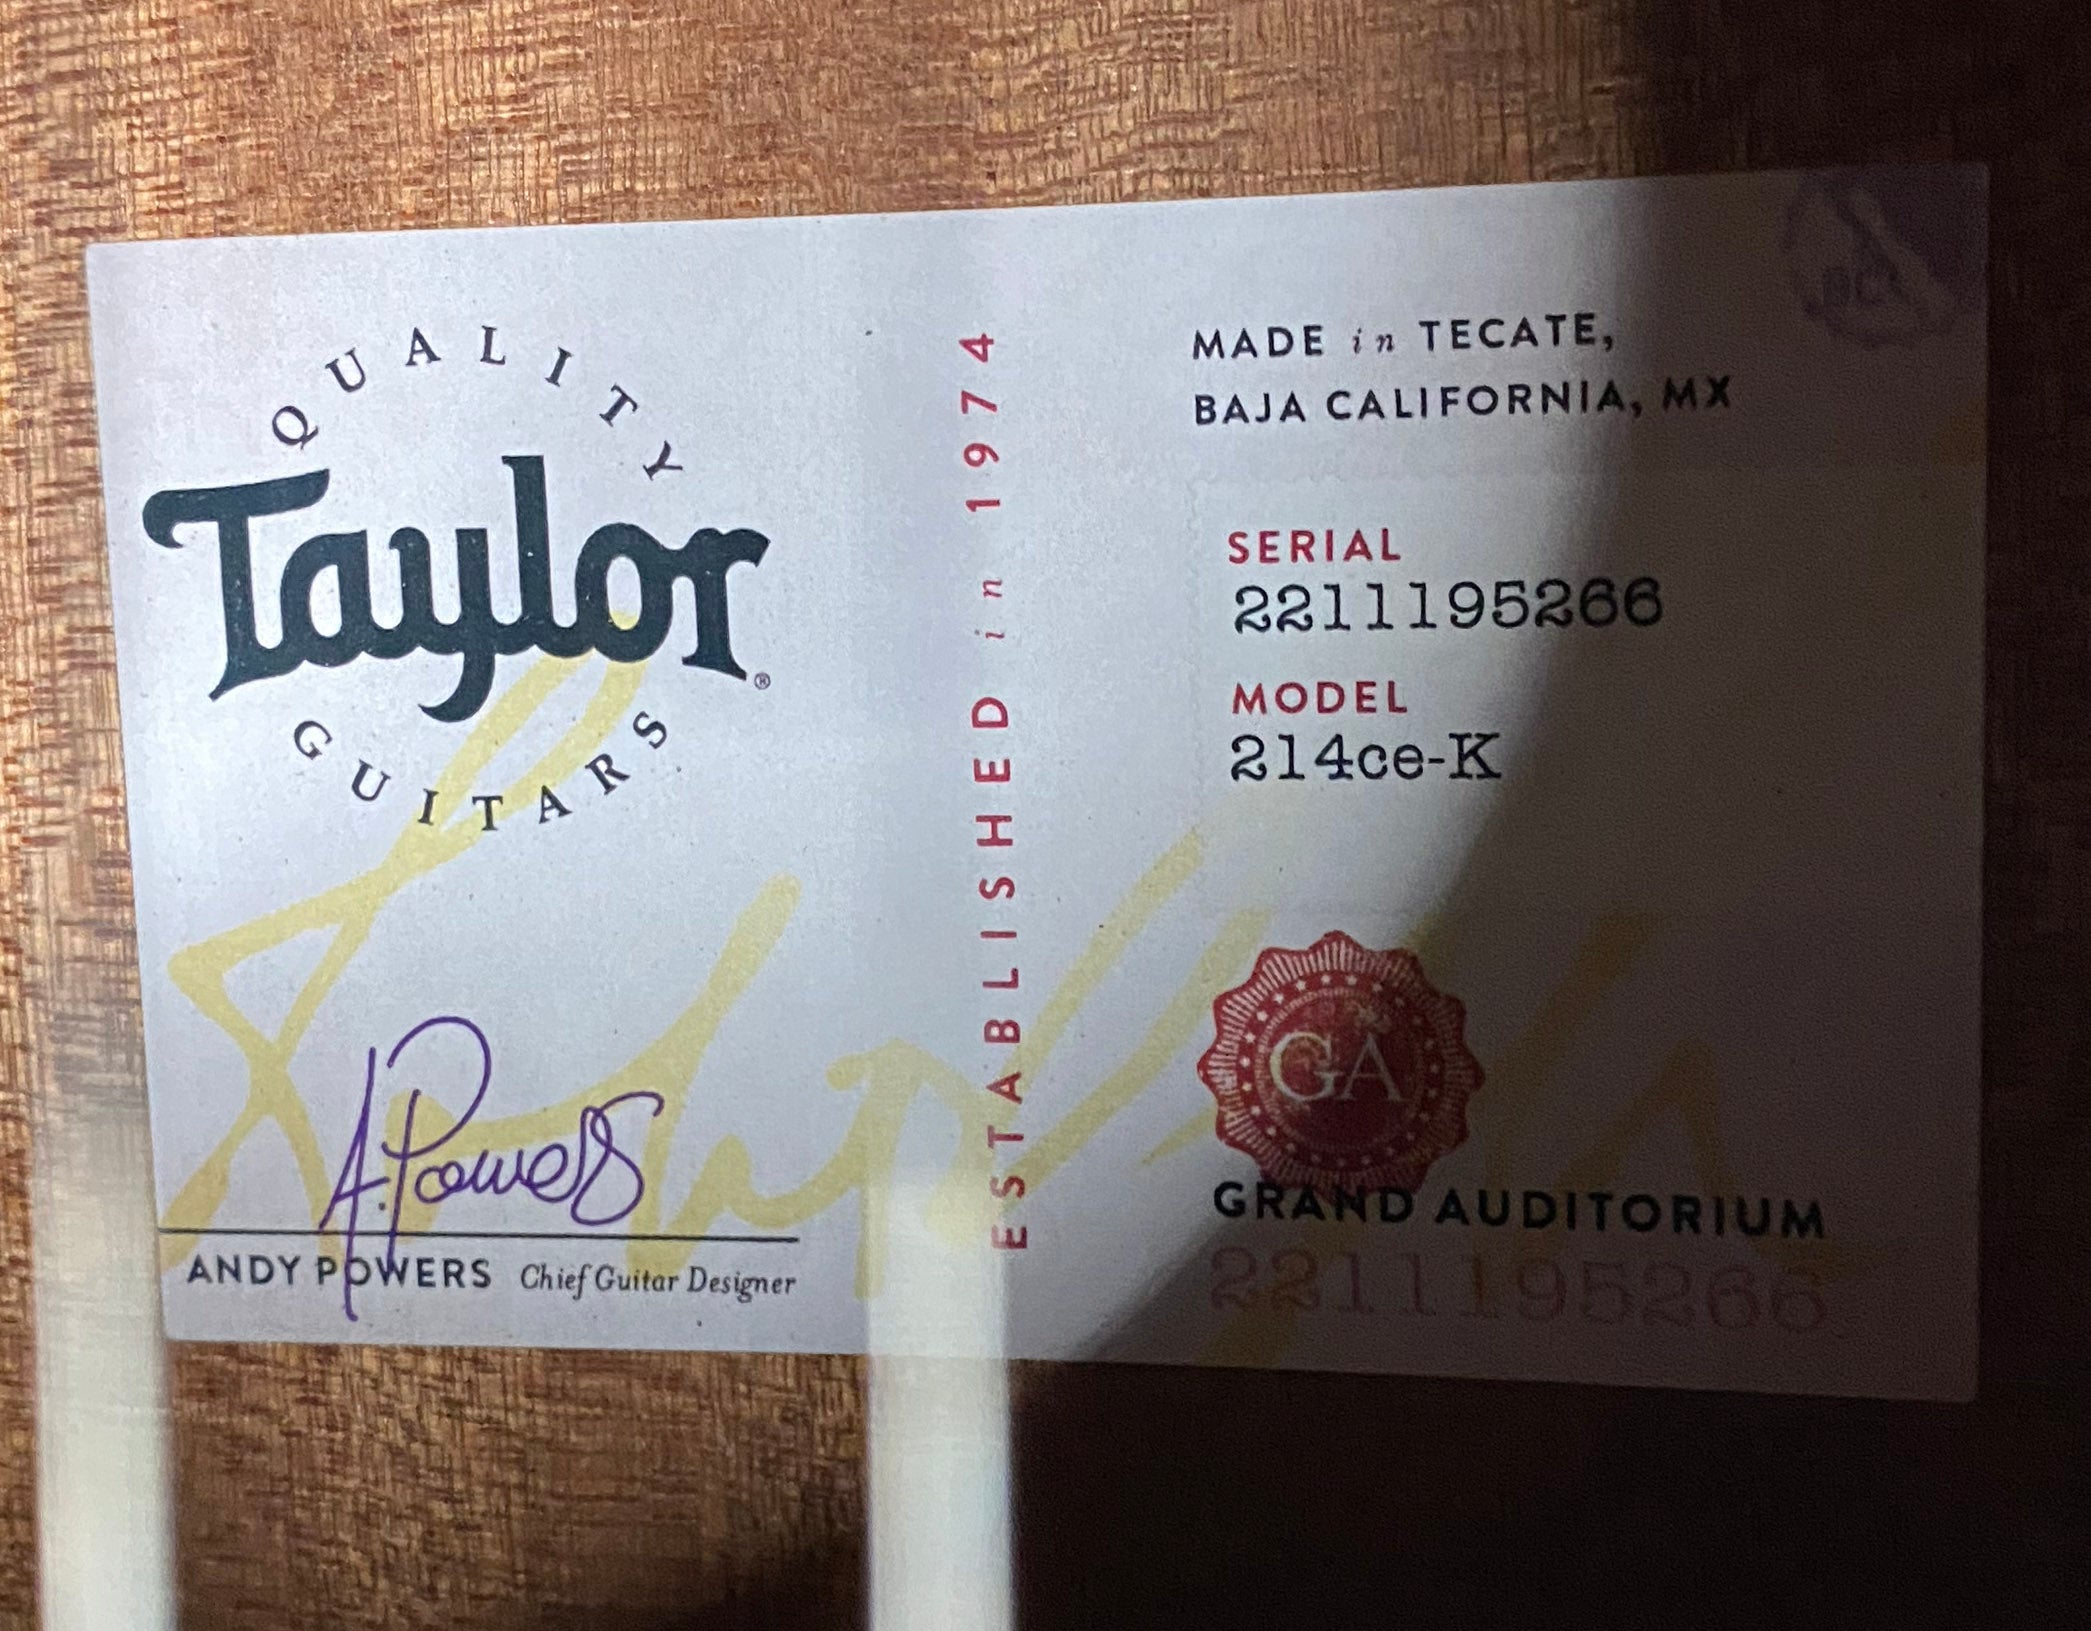 QUALITY
Taylor®
GUITARS
A.Powers
ANDY POWERS Chief Guitar Designer
ESTABLISHED in 1974
MADE in TECATE,
BAJA CALIFORNIA, MX
SERIAL
2211195266
MODEL
214ce-K
GA
GRAND AUDITORIUM
2211195266